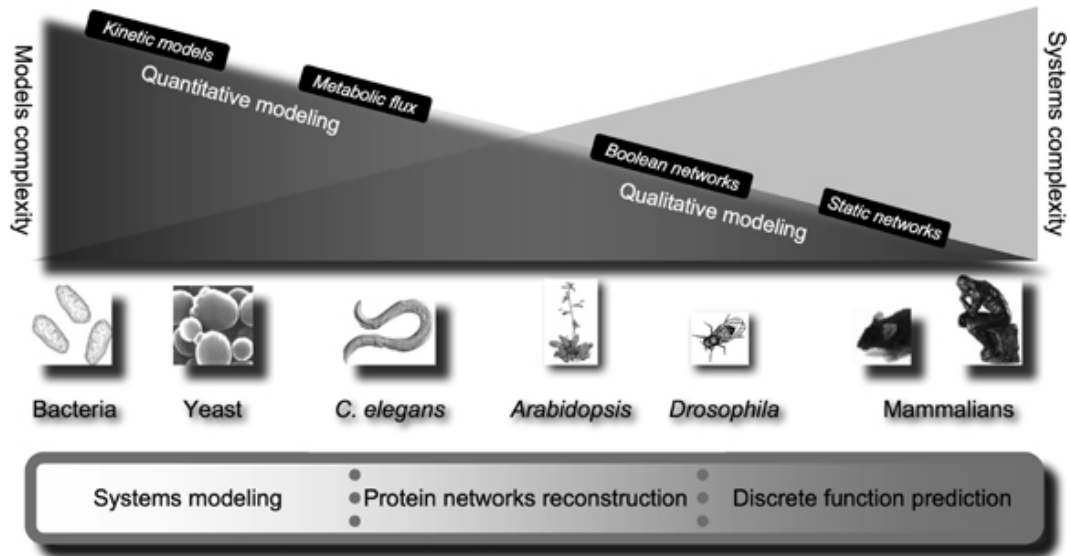 Kinetic models
Quantitative modeling
Metabolic flux
Boolean networks
Qualitative modeling
Static networks
Models complexity
Systems complexity
Bacteria
Yeast
C. elegans
Arabidopsis
Drosophila
Mammalians
Systems modeling
Protein networks reconstruction
Discrete function prediction